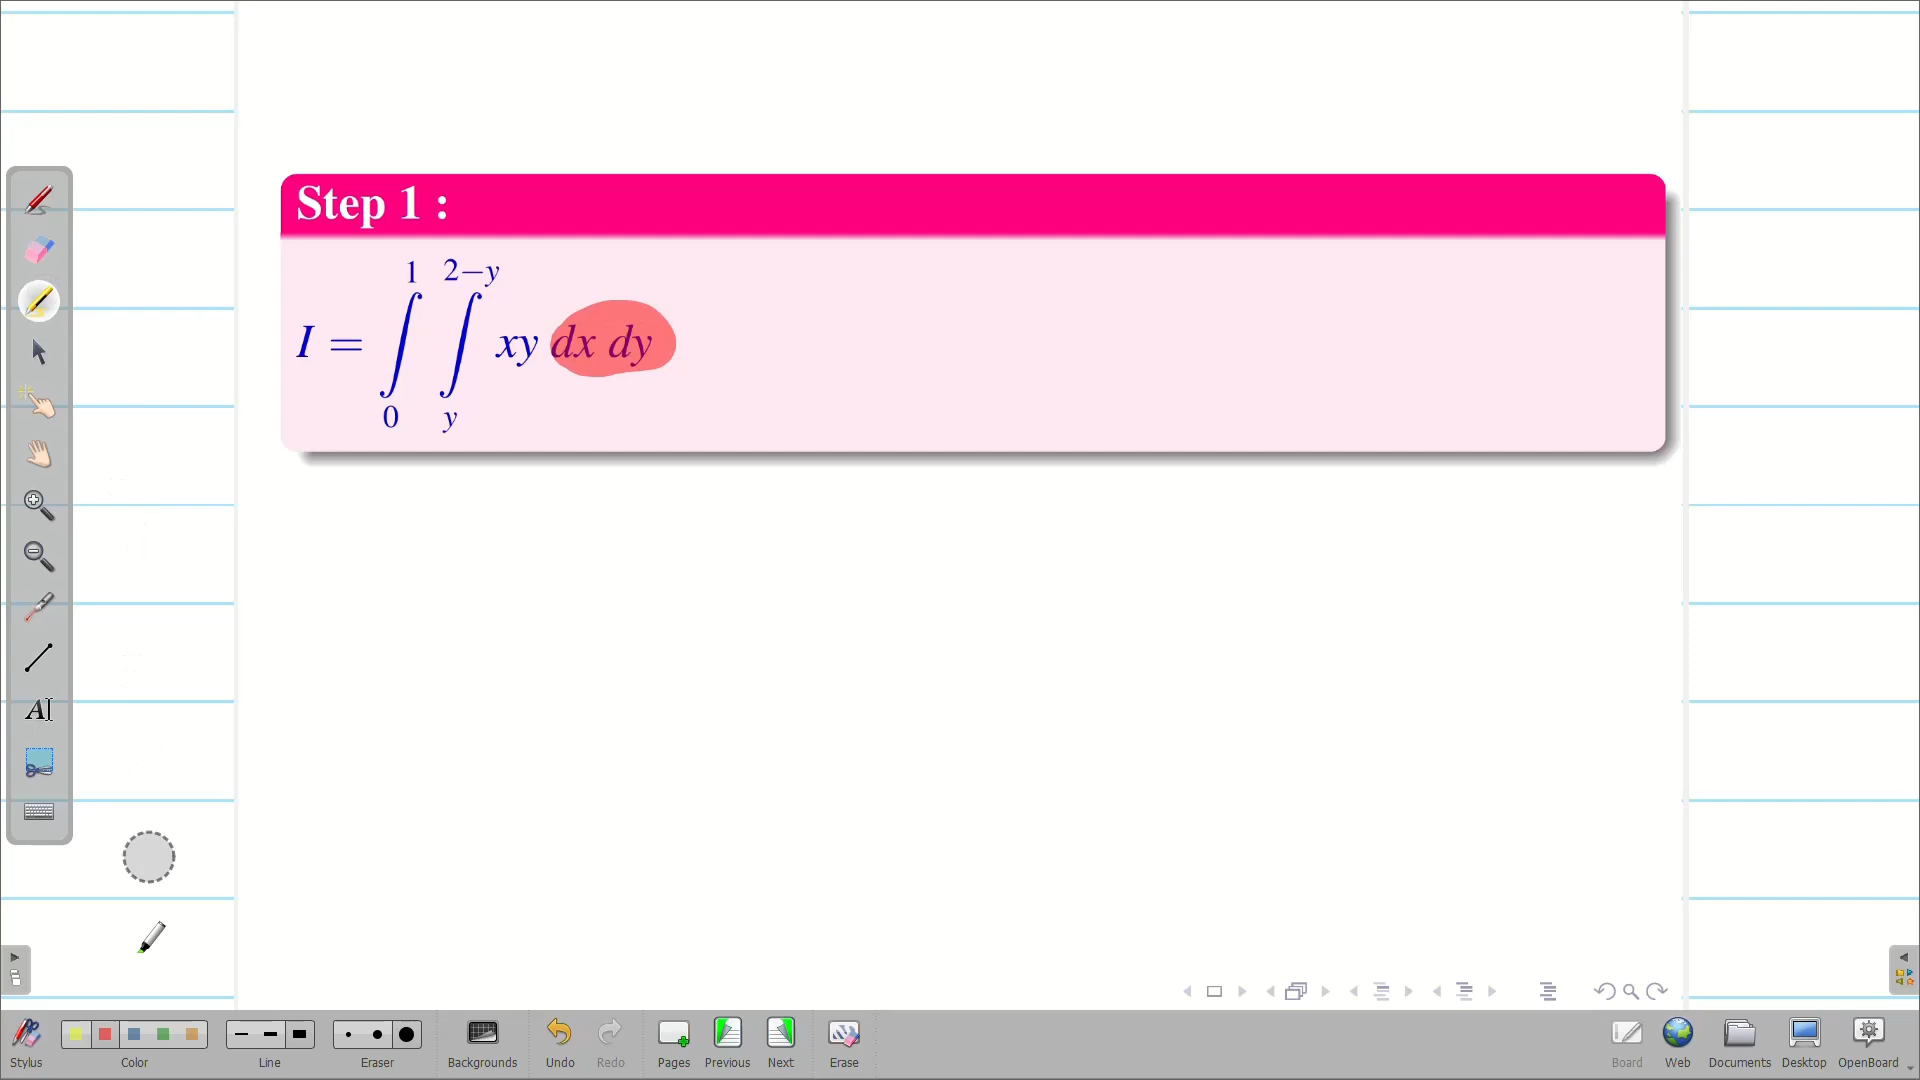 Step 1 :
1 2−y
I = ∫ ∫ xy dx dy
0 y
Stylus Color Line Eraser Backgrounds Undo Redo Pages Previous Next Erase Board Web Documents Desktop OpenBoard